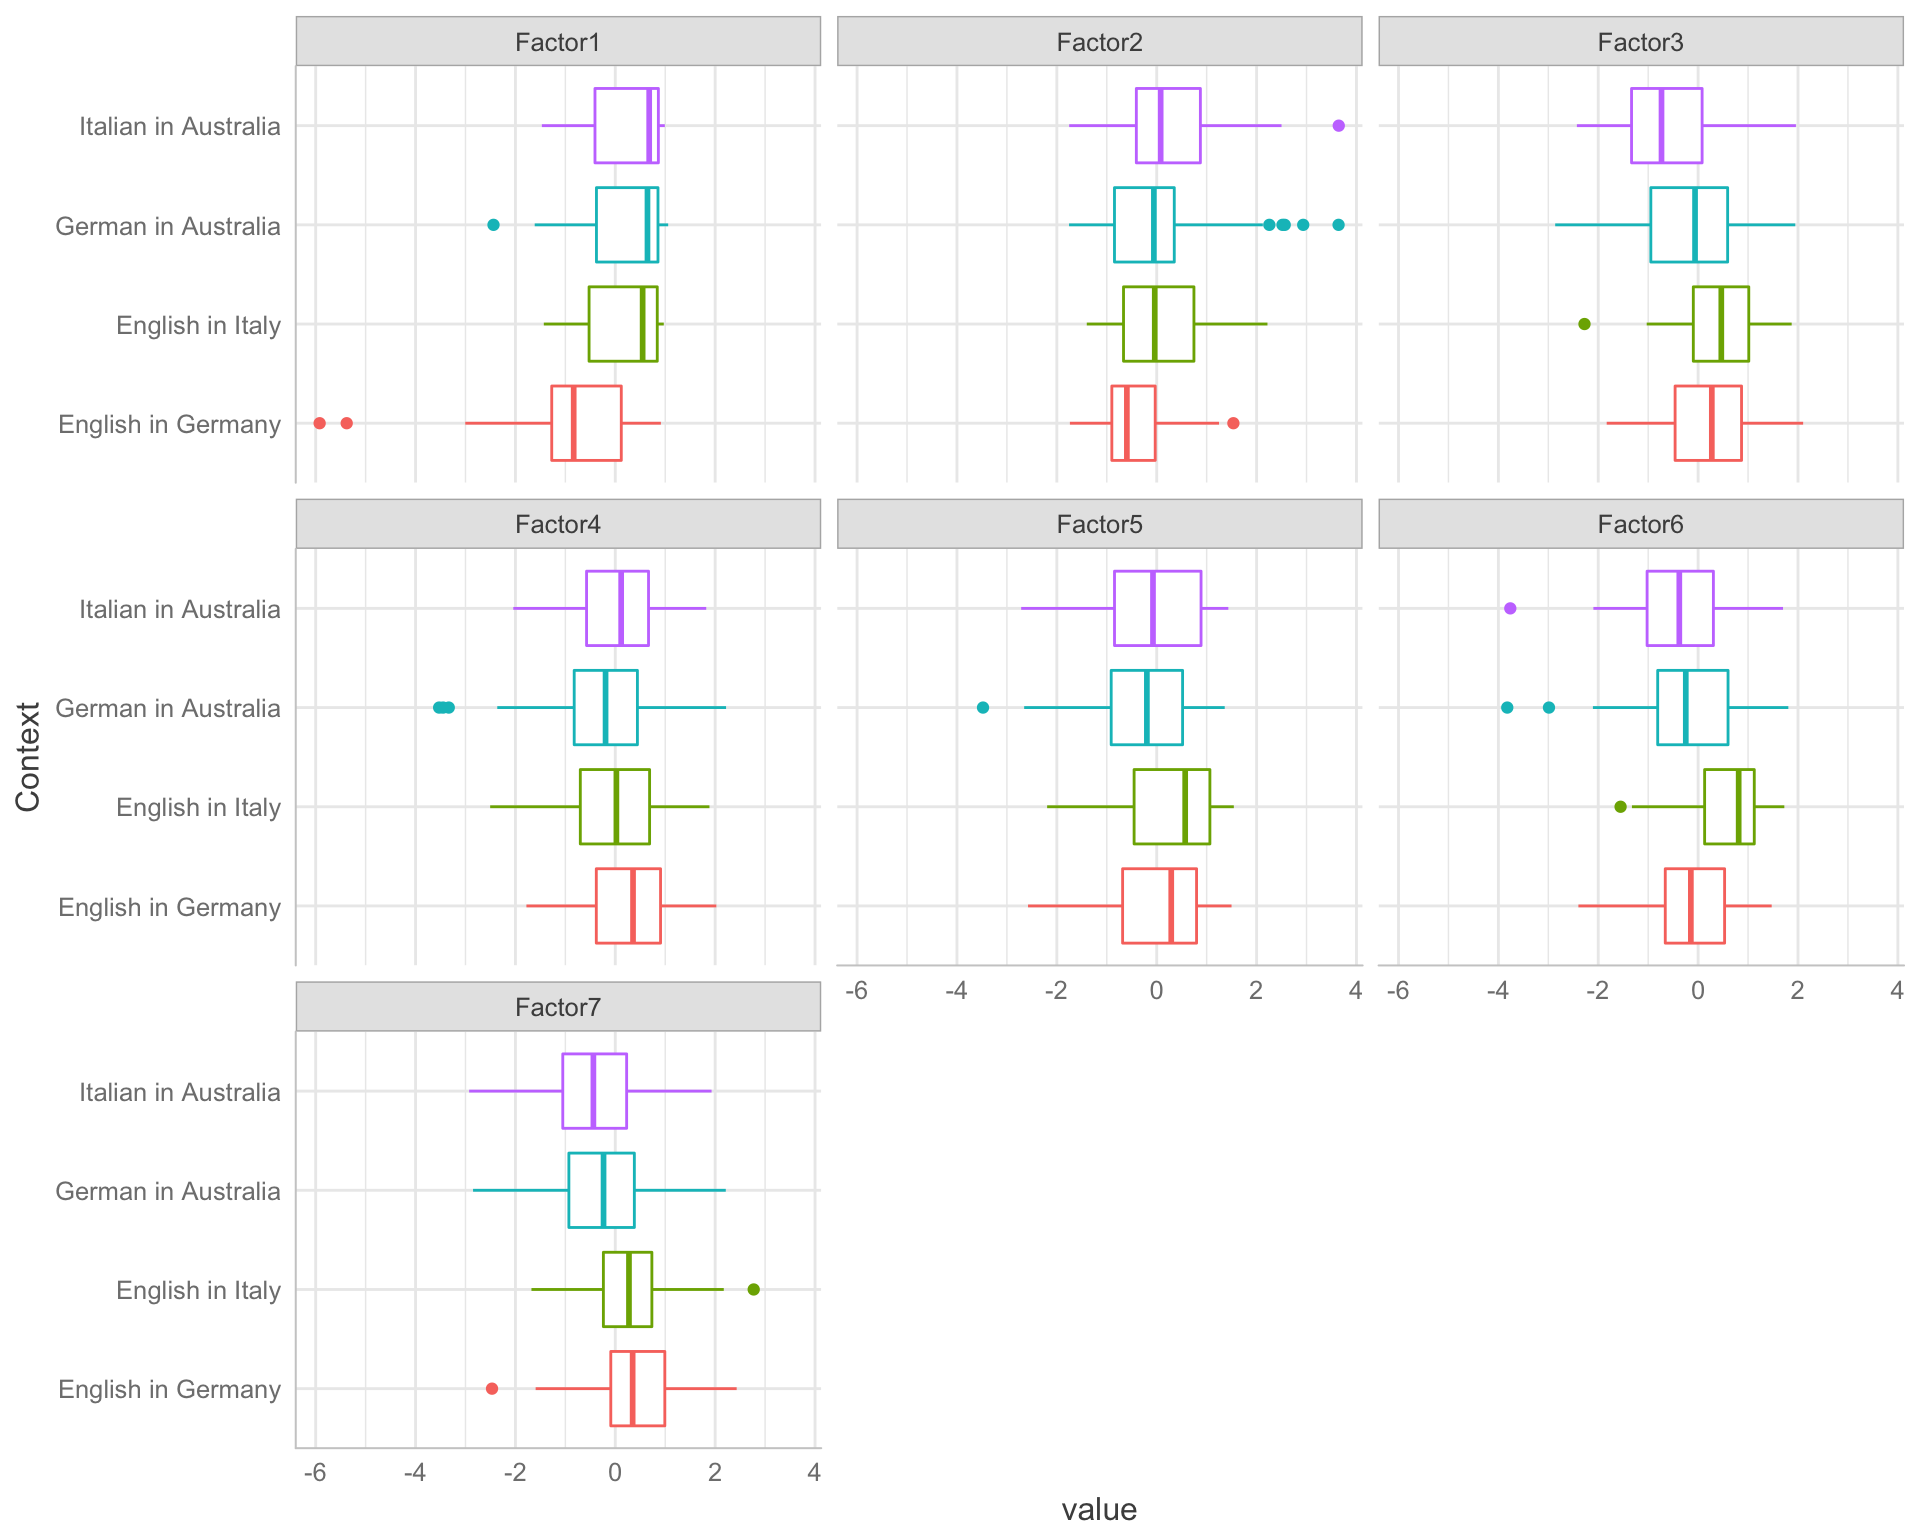 Factor1 Factor2 Factor3
Italian in Australia
German in Australia
English in Italy
English in Germany
Factor4 Factor5 Factor6
Italian in Australia
German in Australia
English in Italy
English in Germany
-6 -4 -2 0 2 4 -6 -4 -2 0 2 4
Factor7
Italian in Australia
German in Australia
English in Italy
English in Germany
-6 -4 -2 0 2 4
Context
value